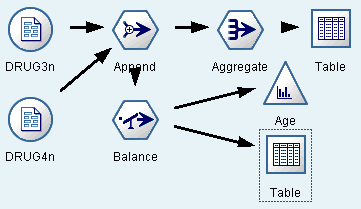 DRUG3n
Append
Aggregate
Table
DRUG4n
Balance
Age
Table